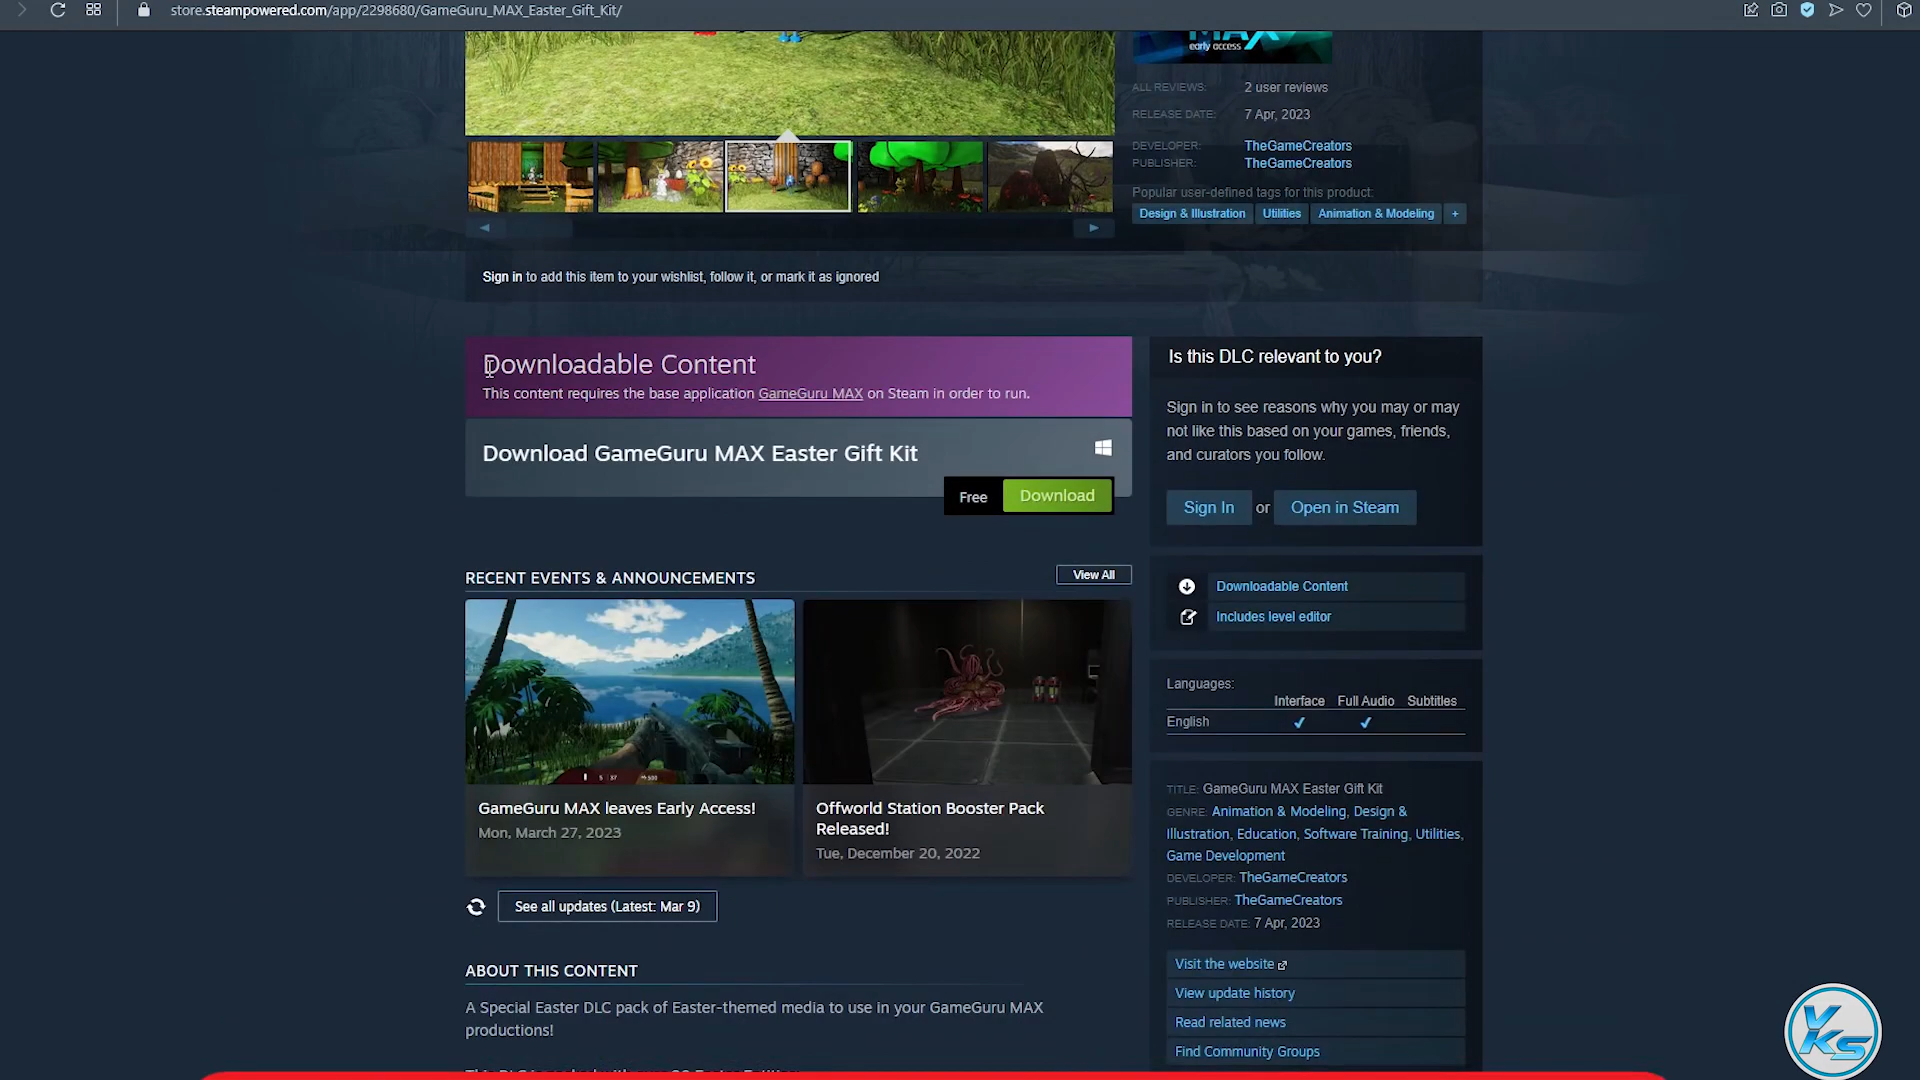 store.steampowered.com/app/2298680/GameGuru_MAX_Easter_Gift_Kit/
MAX
early access
ALL REVIEWS: 2 user reviews
RELEASE DATE: 7 Apr, 2023
DEVELOPER: TheGameCreators
PUBLISHER: TheGameCreators
Popular user-defined tags for this product:
Design & Illustration Utilities Animation & Modeling +
Sign in to add this item to your wishlist, follow it, or mark it as ignored
Downloadable Content
This content requires the base application GameGuru MAX on Steam in order to run.
Download GameGuru MAX Easter Gift Kit
Free Download
Is this DLC relevant to you?
Sign in to see reasons why you may or may
not like this based on your games, friends,
and curators you follow.
Sign In or Open in Steam
RECENT EVENTS & ANNOUNCEMENTS
View All
GameGuru MAX leaves Early Access!
Mon, March 27, 2023
Offworld Station Booster Pack
Released!
Tue, December 20, 2022
See all updates (Latest: Mar 9)
Downloadable Content
Includes level editor
Languages:
Interface Full Audio Subtitles
English ✔ ✔
TITLE: GameGuru MAX Easter Gift Kit
GENRE: Animation & Modeling, Design &
Illustration, Education, Software Training, Utilities,
Game Development
DEVELOPER: TheGameCreators
PUBLISHER: TheGameCreators
RELEASE DATE: 7 Apr, 2023
Visit the website
View update history
Read related news
Find Community Groups
ABOUT THIS CONTENT
A Special Easter DLC pack of Easter-themed media to use in your GameGuru MAX
productions!
VKS